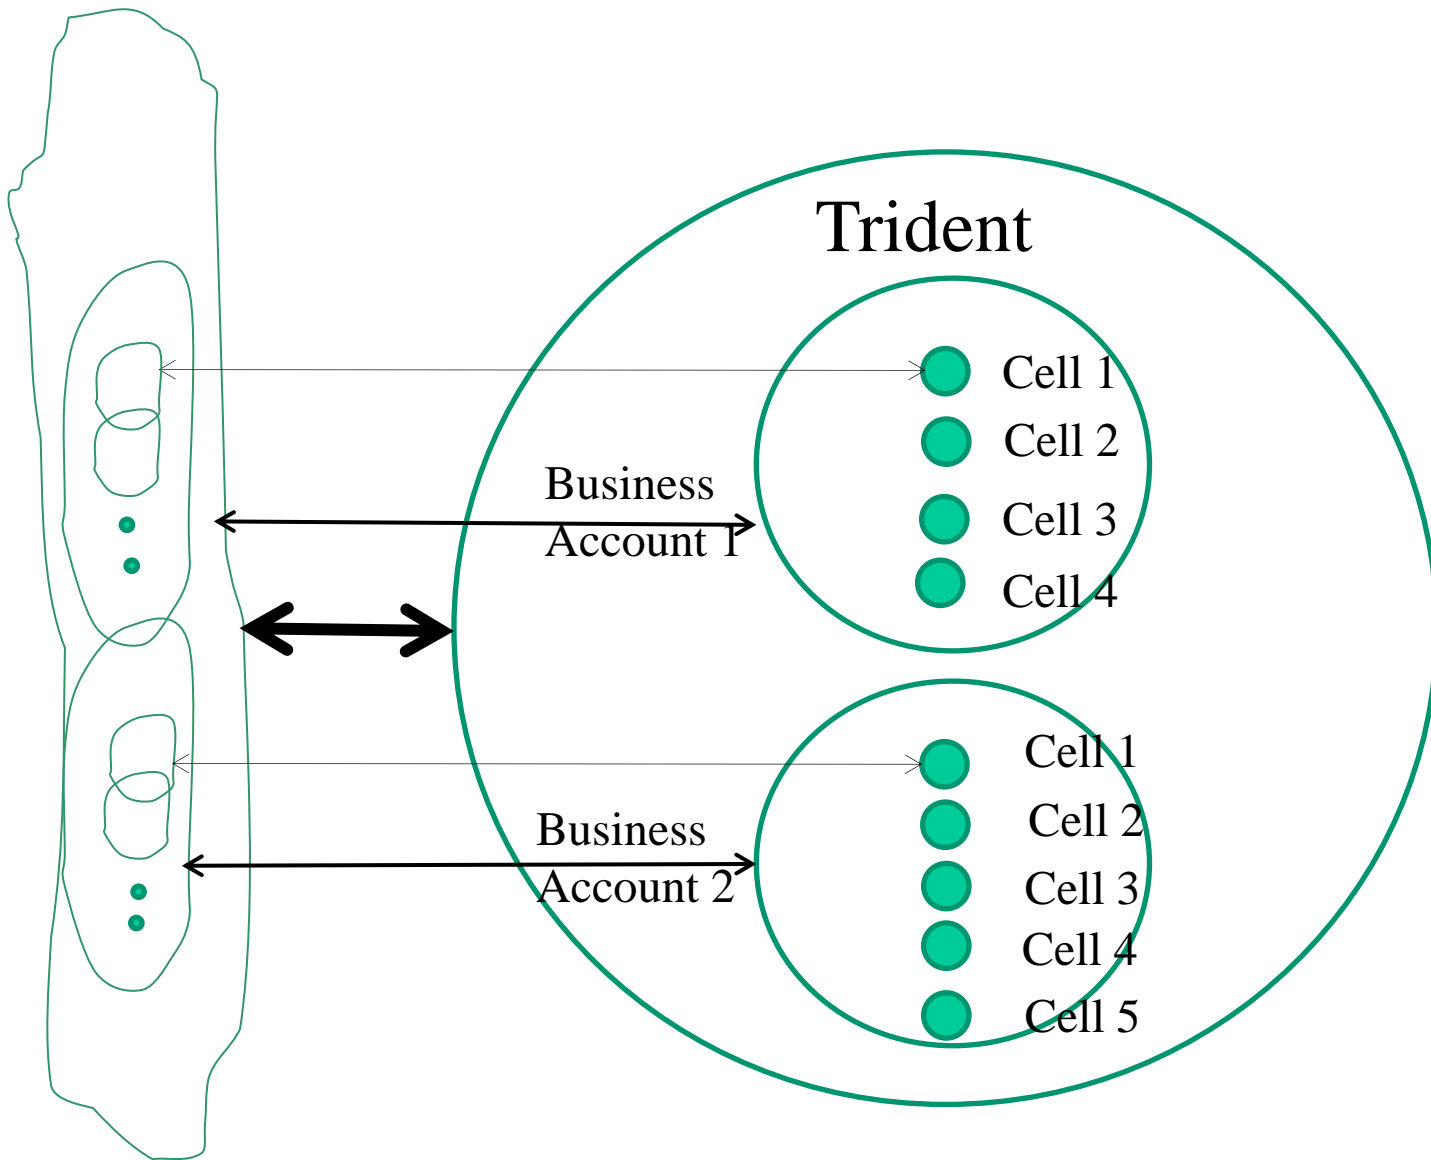 Trident
Cell 1
Cell 2
Business
Account 1
Cell 3
Cell 4
Cell 1
Business
Account 2
Cell 2
Cell 3
Cell 4
Cell 5